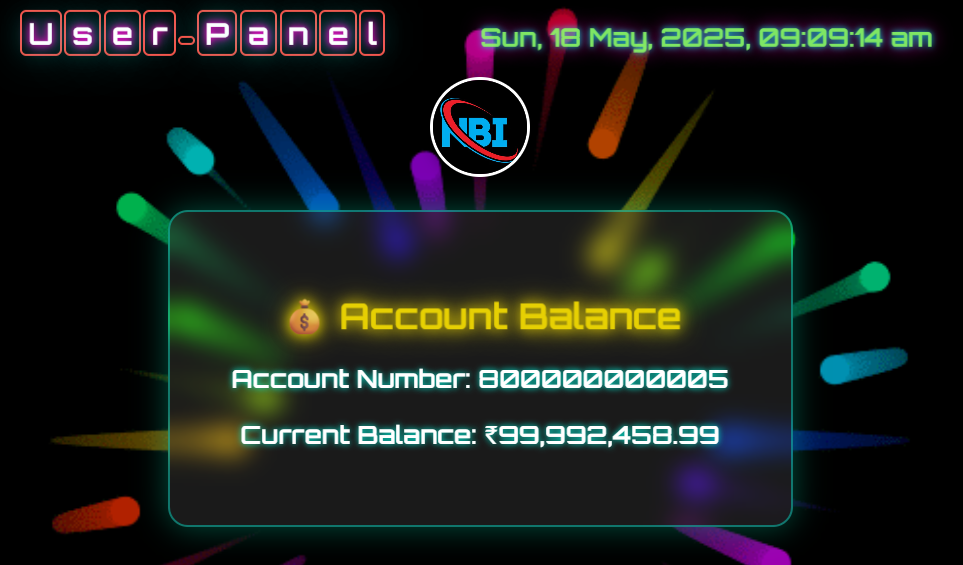 User-Panel
Sun, 18 May, 2025, 09:09:14 am
NBI
💰 Account Balance
Account Number: 800000000005
Current Balance: ₹99,992,458.99